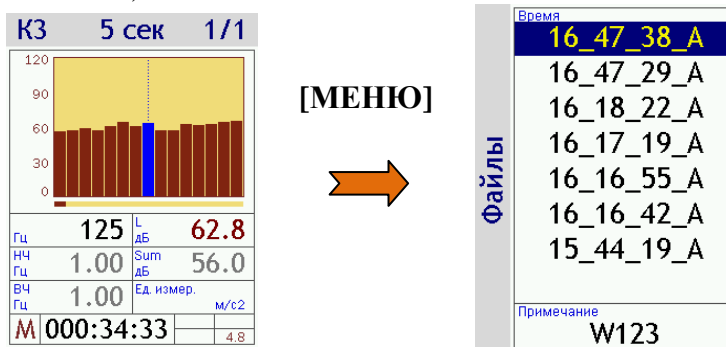 К3 5 сек 1/1
120
90
60
30
0
Гц 125 L дБ 62.8
НЧ Гц 1.00 Sum дБ 56.0
ВЧ Гц 1.00 Ед. измер. м/с2
М 000:34:33 4.8
[МЕНЮ]
Файлы
Время
16_47_38_A
16_47_29_A
16_18_22_A
16_17_19_A
16_16_55_A
16_16_42_A
15_44_19_A
Примечание
W123